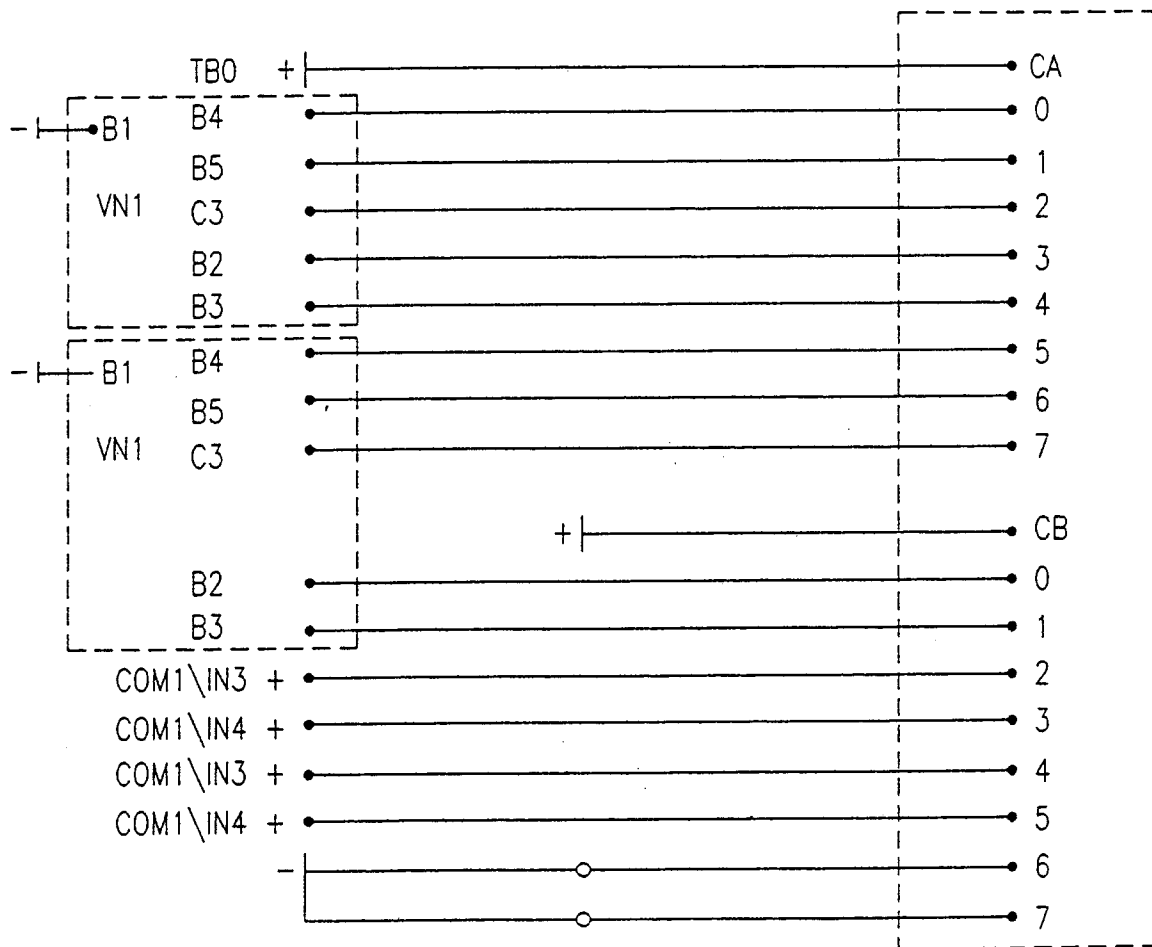 TB0 + CA
B4 0
- B1
B5 1
VN1 C3 2
B2 3
B3 4
B4 5
- B1
B5 6
VN1 C3 7
+ CB
B2 0
B3 1
COM1\IN3 + 2
COM1\IN4 + 3
COM1\IN3 + 4
COM1\IN4 + 5
- 6
7